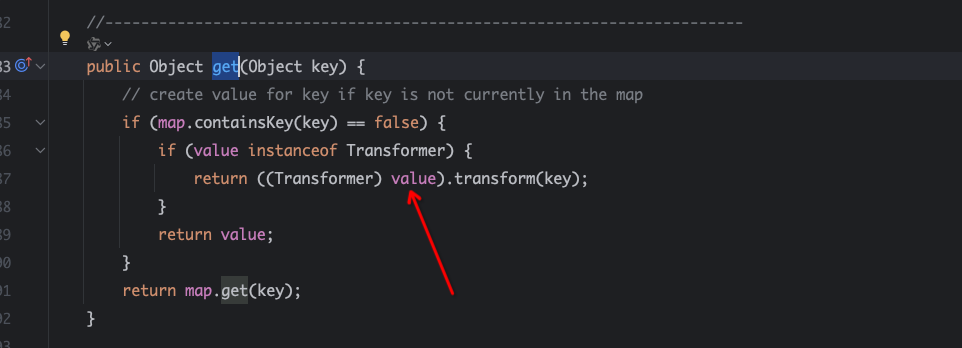 32
//-----------------------------------------------------------------------
33 public Object get(Object key) {
34 // create value for key if key is not currently in the map
35 if (map.containsKey(key) == false) {
36 if (value instanceof Transformer) {
37 return ((Transformer) value).transform(key);
38 }
39 return value;
00 }
01 return map.get(key);
02 }
03